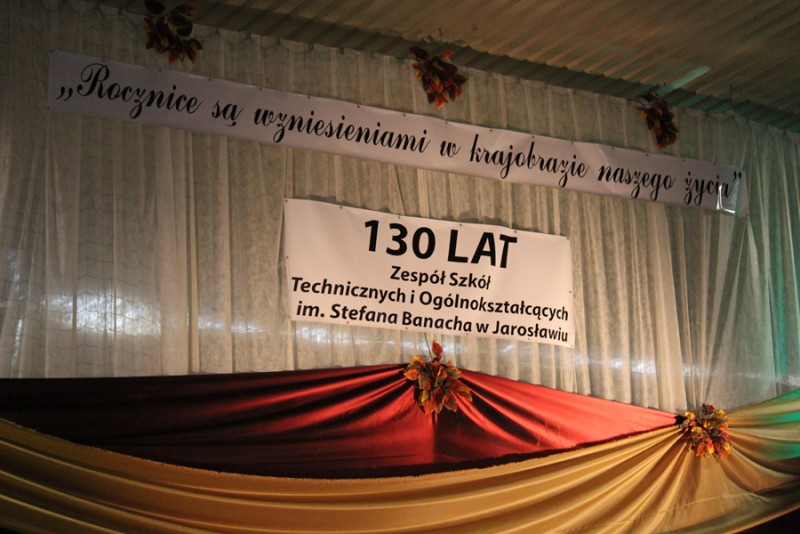 „Rocznice są wzniesieniami w krajobrazie naszego życia”
130 LAT
Zespół Szkół
Technicznych i Ogólnokształcących
im. Stefana Banacha w Jarosławiu